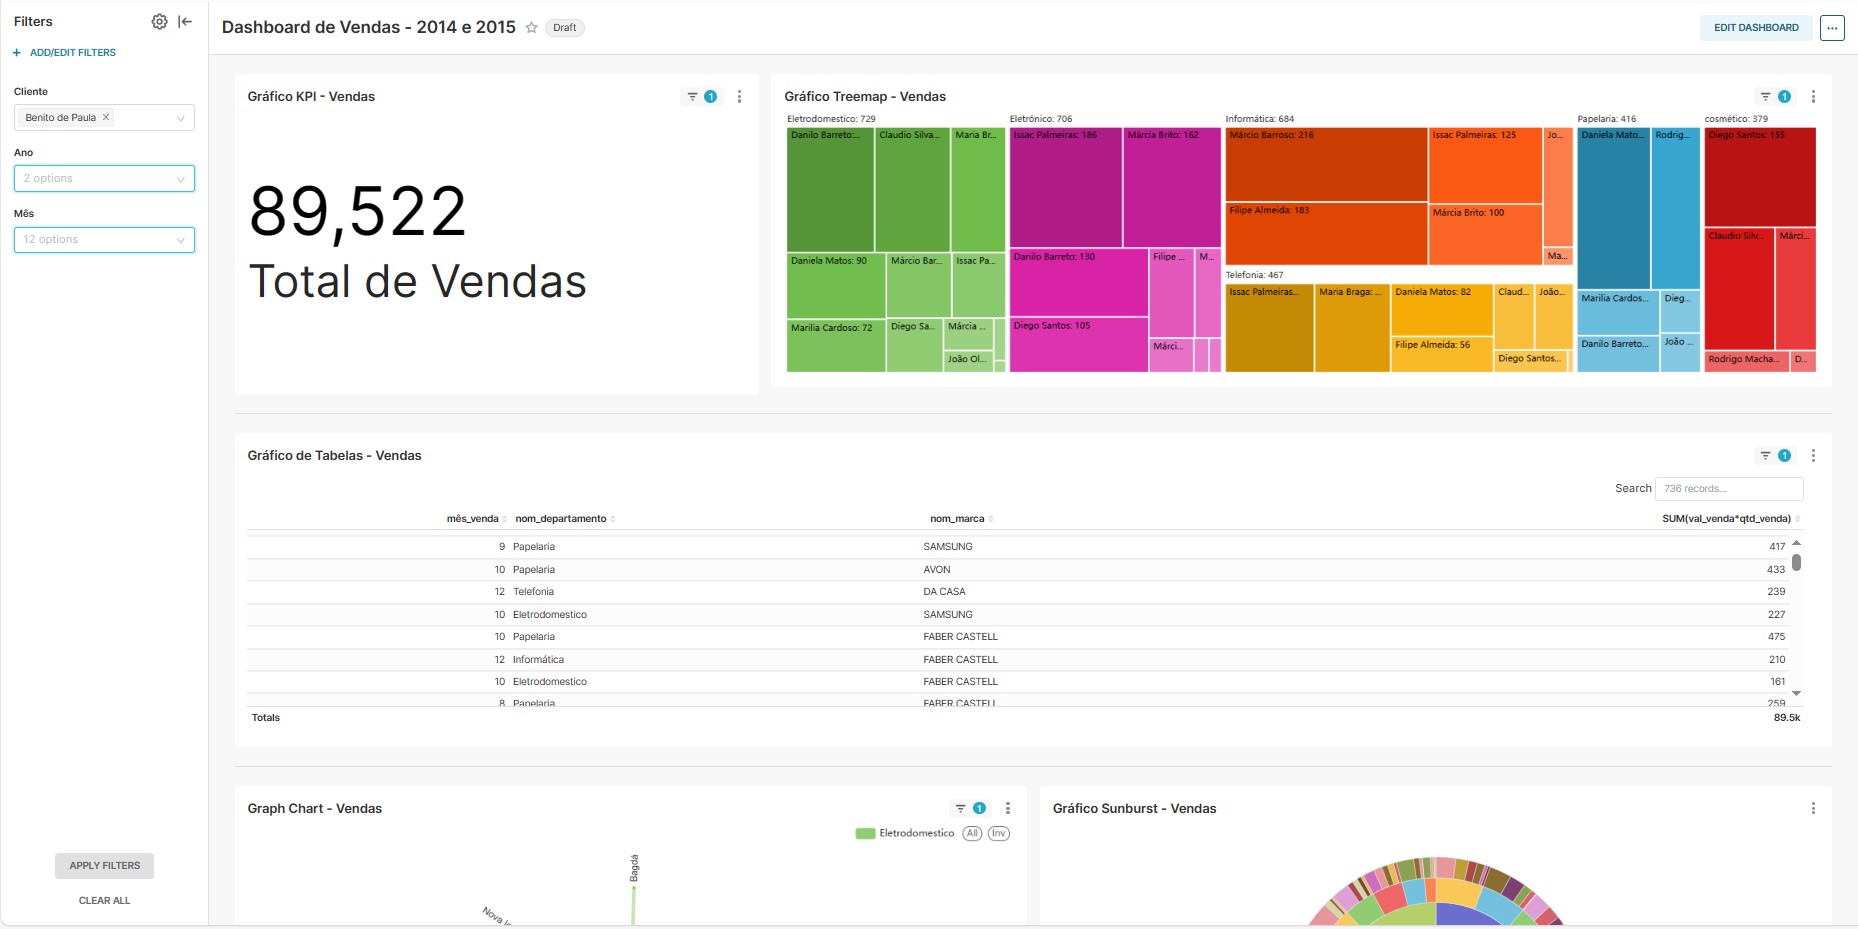 Filters
+ ADD/EDIT FILTERS
Cliente
Benito de Paula ×
Ano
2 options
Mês
12 options
APPLY FILTERS
CLEAR ALL
Dashboard de Vendas - 2014 e 2015
Draft
EDIT DASHBOARD
...
Gráfico KPI - Vendas
1
89,522
Total de Vendas
Gráfico Treemap - Vendas
1
Eletrodomestico: 729
Danilo Barreto:...
Claudio Silva...
Maria Br...
Daniela Matos: 90
Márcio Bar...
Issac Pa...
Marilia Cardoso: 72
Diego Sa...
Márcia ...
João Ol...
Eletrónico: 706
Issac Palmeiras: 186
Márcia Brito: 162
Danilo Barreto: 130
Filipe ...
M...
Diego Santos: 105
Márci...
Informática: 684
Márcio Barroso: 216
Issac Palmeiras: 125
Jo...
Filipe Almeida: 183
Márcia Brito: 100
Ma...
Telefonia: 467
Issac Palmeiras...
Maria Braga: ...
Daniela Matos: 82
Claud...
João...
Filipe Almeida: 56
Diego Santos...
Papelaria: 416
Daniela Mato...
Rodrig...
Marilia Cardos...
Dieg...
Danilo Barreto...
João ...
cosmético: 379
Diego Santos: 155
Claudio Silv...
Márci...
Rodrigo Macha...
D...
Gráfico de Tabelas - Vendas
1
Search 736 records...
mês_venda nom_departamento nom_marca SUM(val_venda*qtd_venda)
9 Papelaria SAMSUNG 417
10 Papelaria AVON 433
12 Telefonia DA CASA 239
10 Eletrodomestico SAMSUNG 227
10 Papelaria FABER CASTELL 475
12 Informática FABER CASTELL 210
10 Eletrodomestico FABER CASTELL 161
8 Papelaria FABER CASTELL 259
Totals 89.5k
Graph Chart - Vendas
1
Eletrodomestico All Inv
Bagdá
Nova
Gráfico Sunburst - Vendas